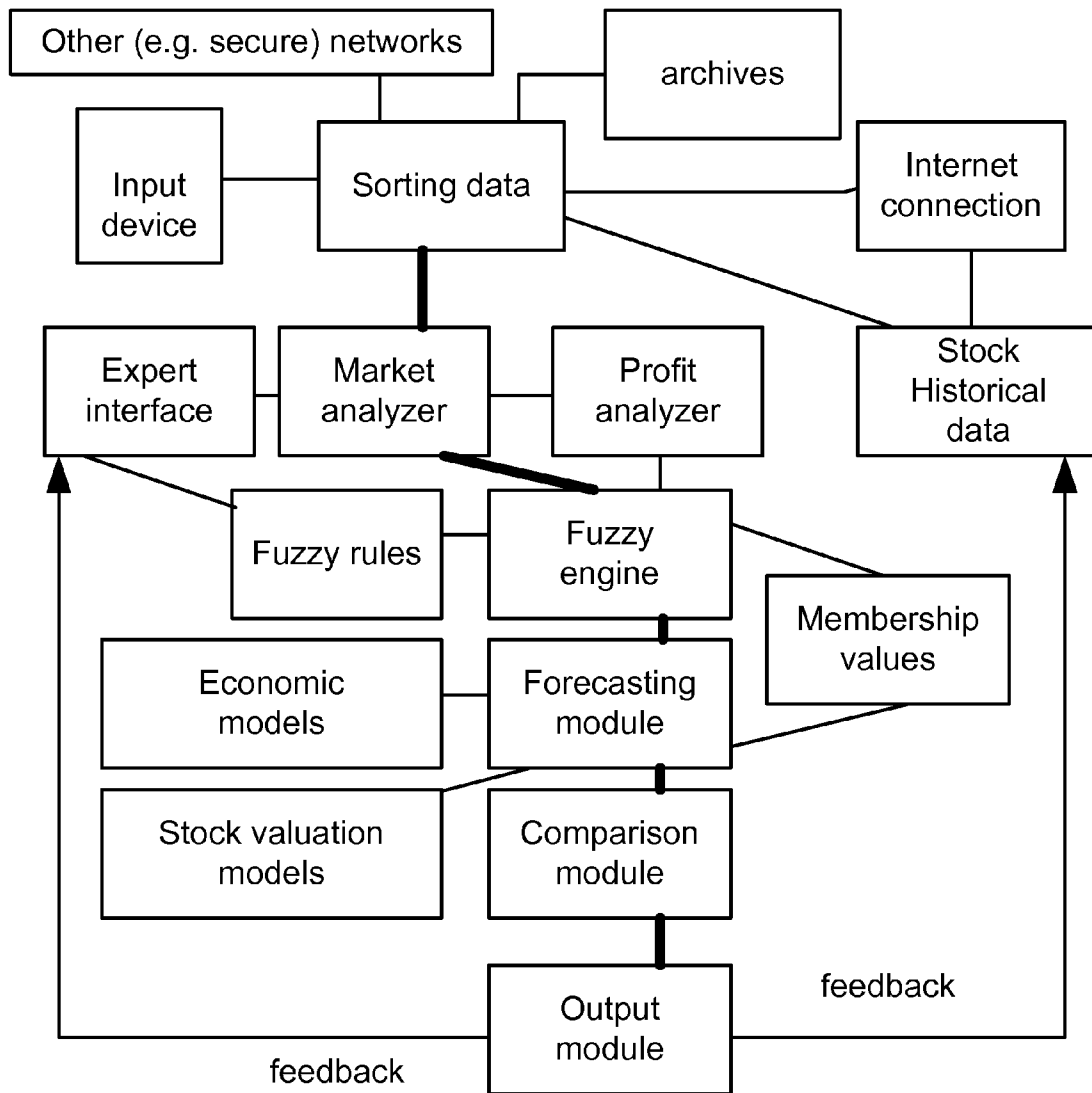 Other (e.g. secure) networks
archives
Input
device
Sorting data
Internet
connection
Expert
interface
Market
analyzer
Profit
analyzer
Stock
Historical
data
Fuzzy rules
Fuzzy
engine
Membership
values
Economic
models
Forecasting
module
Stock valuation
models
Comparison
module
Output
module
feedback
feedback